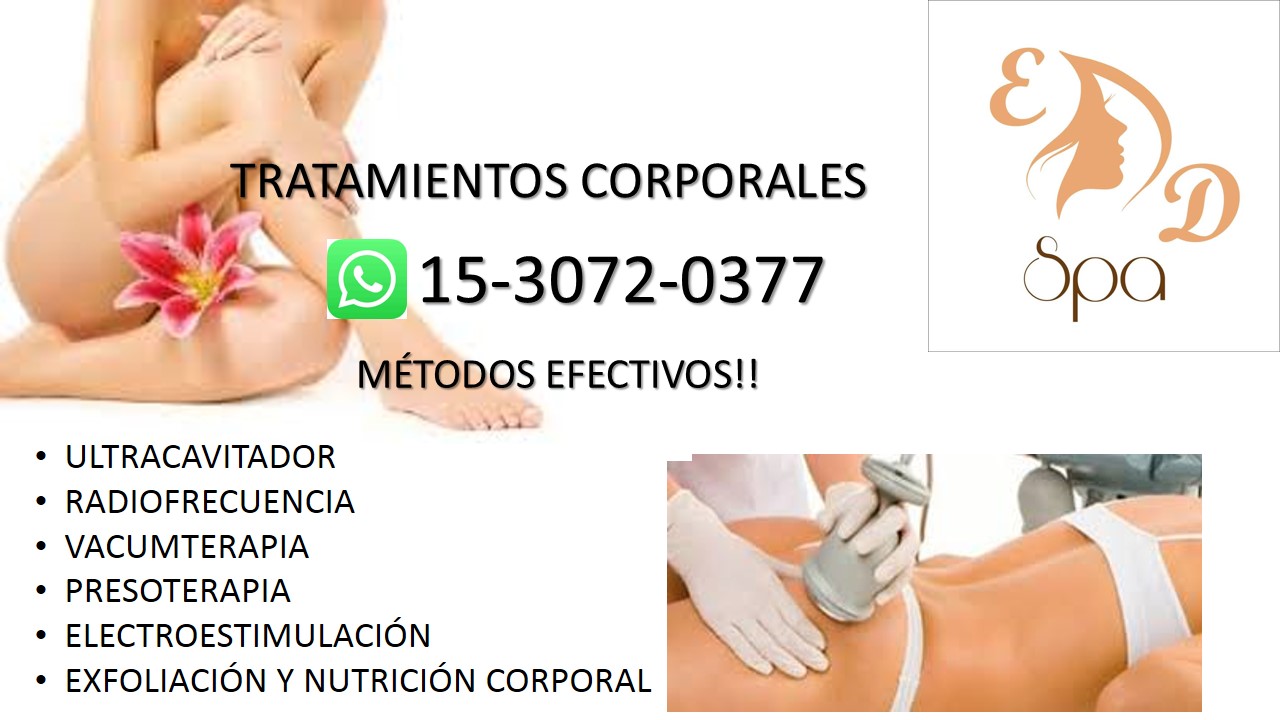 TRATAMIENTOS CORPORALES
15-3072-0377
MÉTODOS EFECTIVOS!!
E D
Spa
• ULTRACAVITADOR
• RADIOFRECUENCIA
• VACUMTERAPIA
• PRESOTERAPIA
• ELECTROESTIMULACIÓN
• EXFOLIACIÓN Y NUTRICIÓN CORPORAL